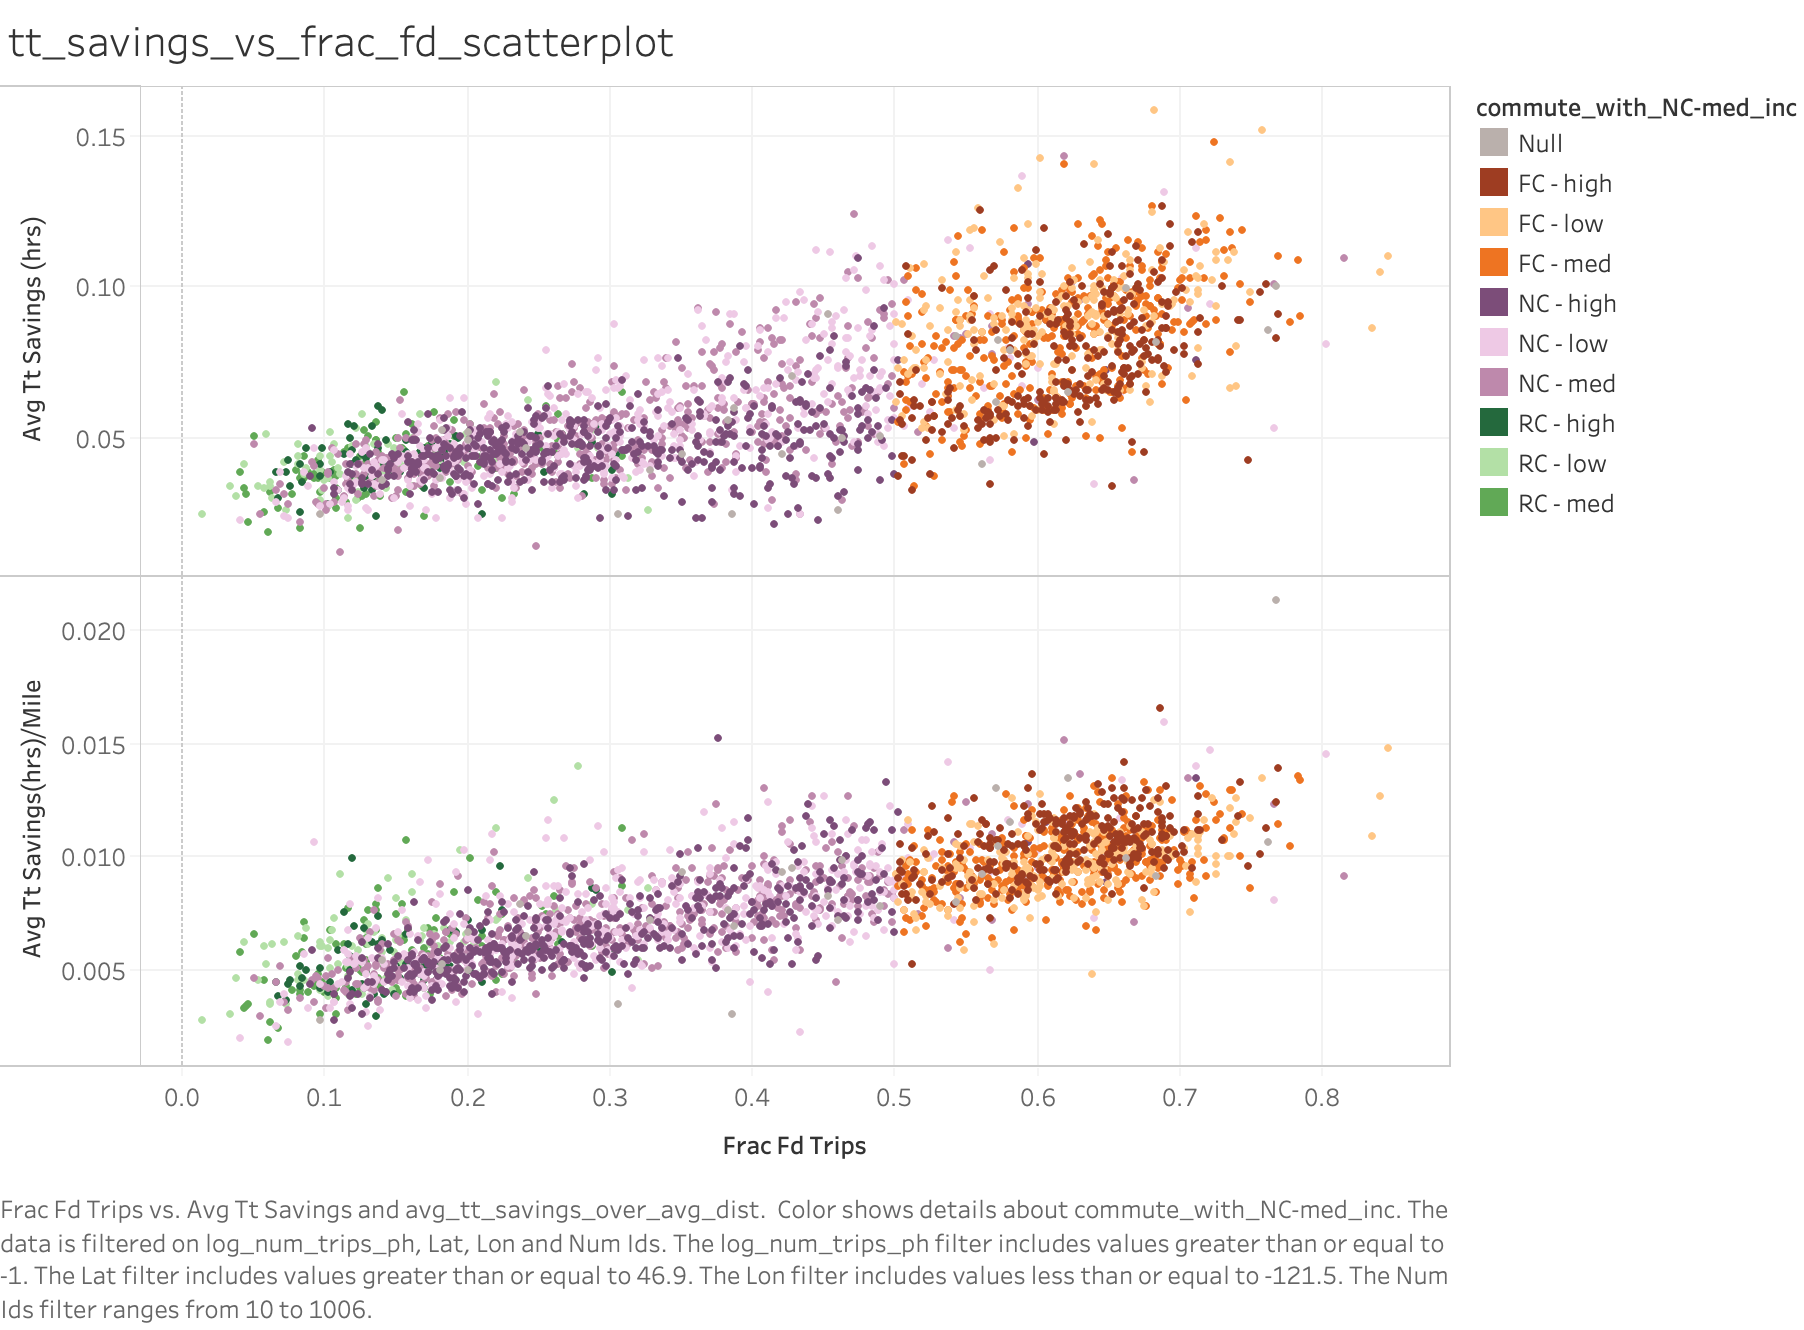 tt_savings_vs_frac_fd_scatterplot
commute_with_NC-med_inc
Null
FC - high
FC - low
FC - med
NC - high
NC - low
NC - med
RC - high
RC - low
RC - med
Avg Tt Savings (hrs)
0.15
0.10
0.05
Avg Tt Savings(hrs)/Mile
0.020
0.015
0.010
0.005
0.0 0.1 0.2 0.3 0.4 0.5 0.6 0.7 0.8
Frac Fd Trips
Frac Fd Trips vs. Avg Tt Savings and avg_tt_savings_over_avg_dist.  Color shows details about commute_with_NC-med_inc. The
data is filtered on log_num_trips_ph, Lat, Lon and Num Ids. The log_num_trips_ph filter includes values greater than or equal to
-1. The Lat filter includes values greater than or equal to 46.9. The Lon filter includes values less than or equal to -121.5. The Num
Ids filter ranges from 10 to 1006.